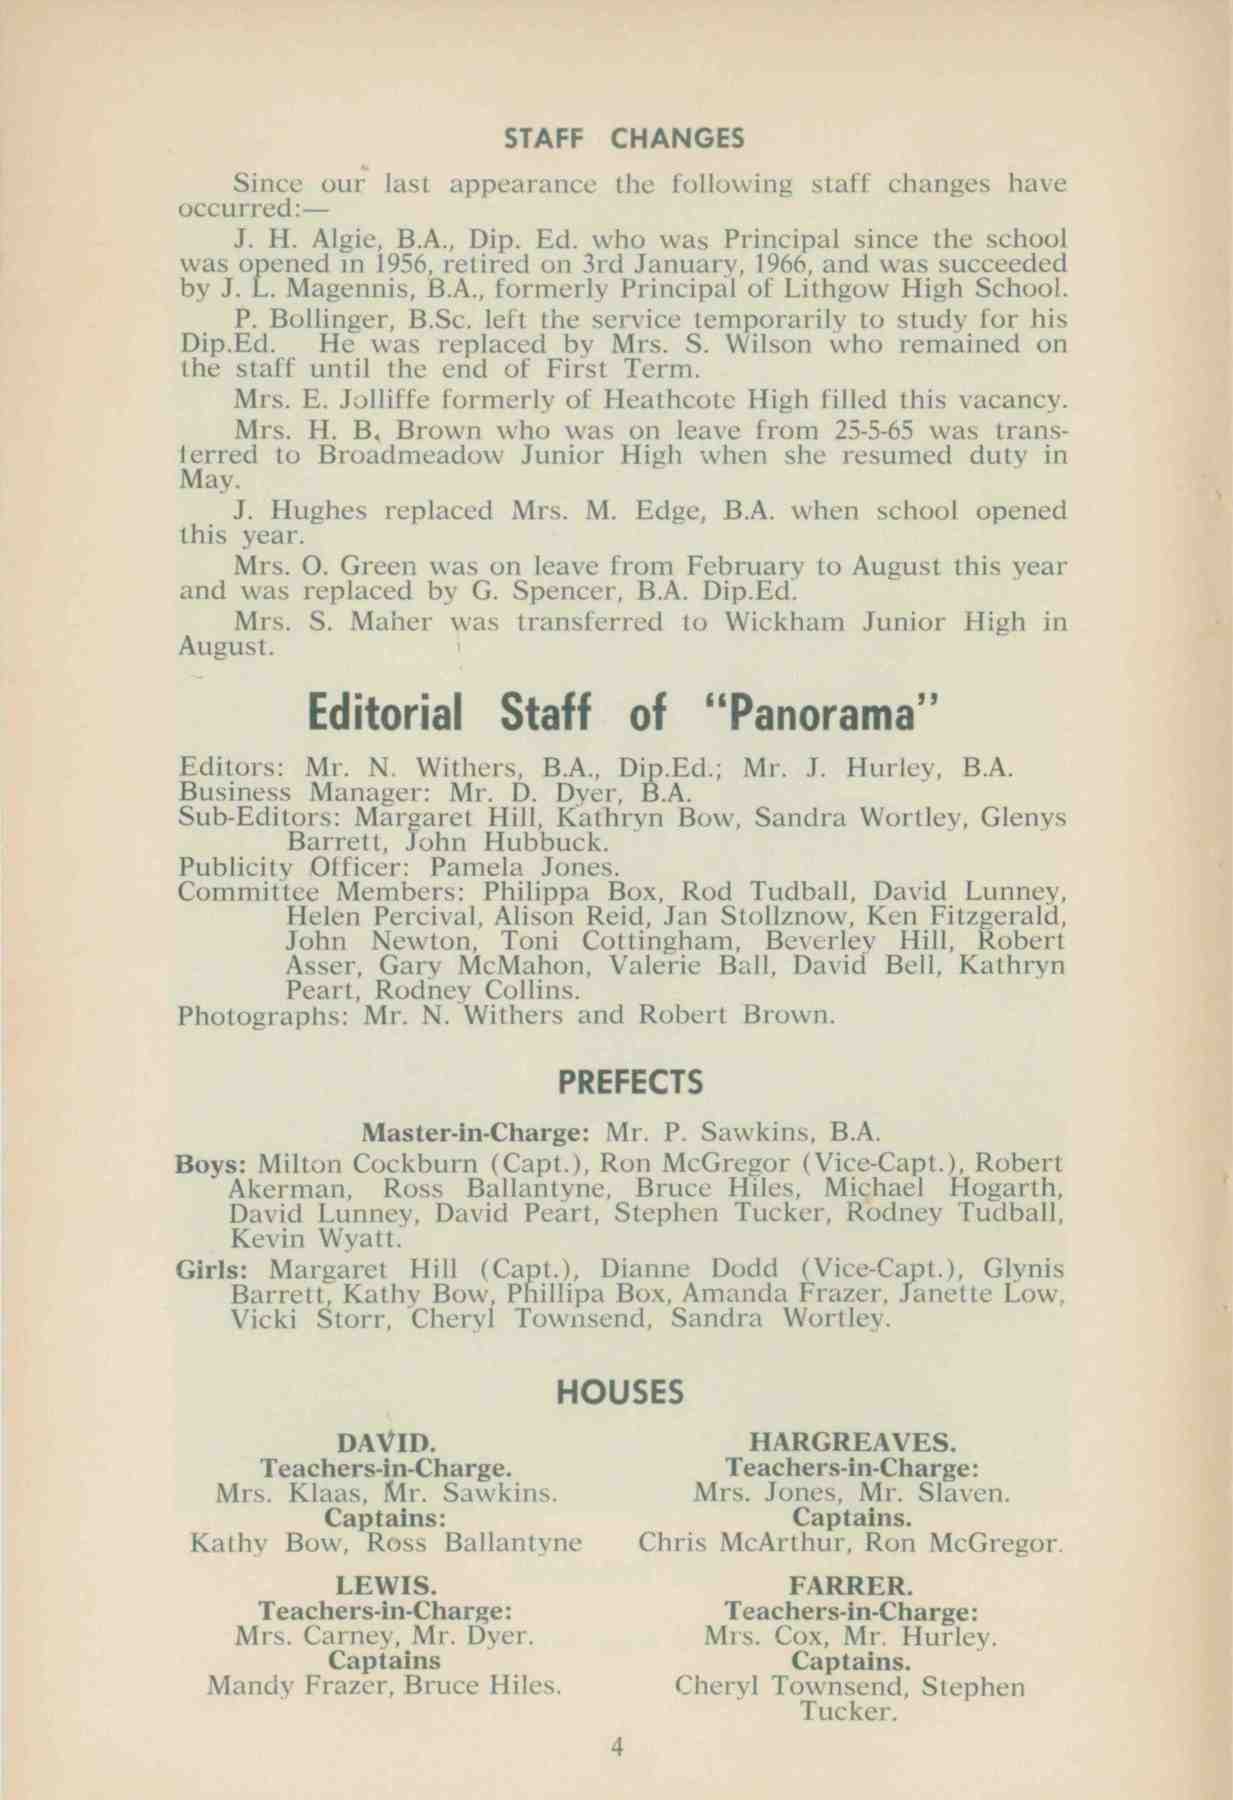 STAFF CHANGES
Since our last appearance the following staff changes have
occurred:—
J. H. Algie, B.A., Dip. Ed. who was Principal since the school
was opened in 1956, retired on 3rd January, 1966, and was succeeded
by J. L. Magennis, B.A., formerly Principal of Lithgow High School.
P. Bollinger, B.Sc. left the service temporarily to study for his
Dip.Ed. He was replaced by Mrs. S. Wilson who remained on
the staff until the end of First Term.
Mrs. E. Jolliffe formerly of Heathcote High filled this vacancy.
Mrs. H. B. Brown who was on leave from 25-5-65 was trans-
ferred to Broadmeadow Junior High when she resumed duty in
May.
J. Hughes replaced Mrs. M. Edge, B.A. when school opened
this year.
Mrs. O. Green was on leave from February to August this year
and was replaced by G. Spencer, B.A. Dip.Ed.
Mrs. S. Maher was transferred to Wickham Junior High in
August.
Editorial Staff of "Panorama"
Editors: Mr. N. Withers, B.A., Dip.Ed.; Mr. J. Hurley, B.A.
Business Manager: Mr. D. Dyer, B.A.
Sub-Editors: Margaret Hill, Kathryn Bow, Sandra Wortley, Glenys
Barrett, John Hubbuck.
Publicity Officer: Pamela Jones.
Committee Members: Philippa Box, Rod Tudball, David Lunney,
Helen Percival, Alison Reid, Jan Stollznow, Ken Fitzgerald,
John Newton, Toni Cottingham, Beverley Hill, Robert
Asser, Gary McMahon, Valerie Ball, David Bell, Kathryn
Peart, Rodney Collins.
Photographs: Mr. N. Withers and Robert Brown.
PREFECTS
Master-in-Charge: Mr. P. Sawkins, B.A.
Boys: Milton Cockburn (Capt.), Ron McGregor (Vice-Capt.), Robert
Akerman, Ross Ballantyne, Bruce Hiles, Michael Hogarth,
David Lunney, David Peart, Stephen Tucker, Rodney Tudball,
Kevin Wyatt.
Girls: Margaret Hill (Capt.), Dianne Dodd (Vice-Capt.), Glynis
Barrett, Kathy Bow, Phillipa Box, Amanda Frazer, Janette Low,
Vicki Storr, Cheryl Townsend, Sandra Wortley.
HOUSES
DAVID.
Teachers-in-Charge.
Mrs. Klaas, Mr. Sawkins.
Captains:
Kathy Bow, Ross Ballantyne
HARGREAVES.
Teachers-in-Charge:
Mrs. Jones, Mr. Slaven.
Captains.
Chris McArthur, Ron McGregor.
LEWIS.
Teachers-in-Charge:
Mrs. Carney, Mr. Dyer.
Captains
Mandy Frazer, Bruce Hiles.
FARRER.
Teachers-in-Charge:
Mrs. Cox, Mr. Hurley.
Captains.
Cheryl Townsend, Stephen
Tucker.
4